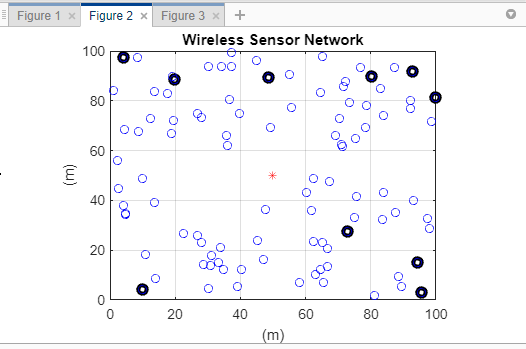 Figure 1 × Figure 2 × Figure 3 ×
Wireless Sensor Network
100
80
60
40
20
0
(m)
0 20 40 60 80 100
(m)